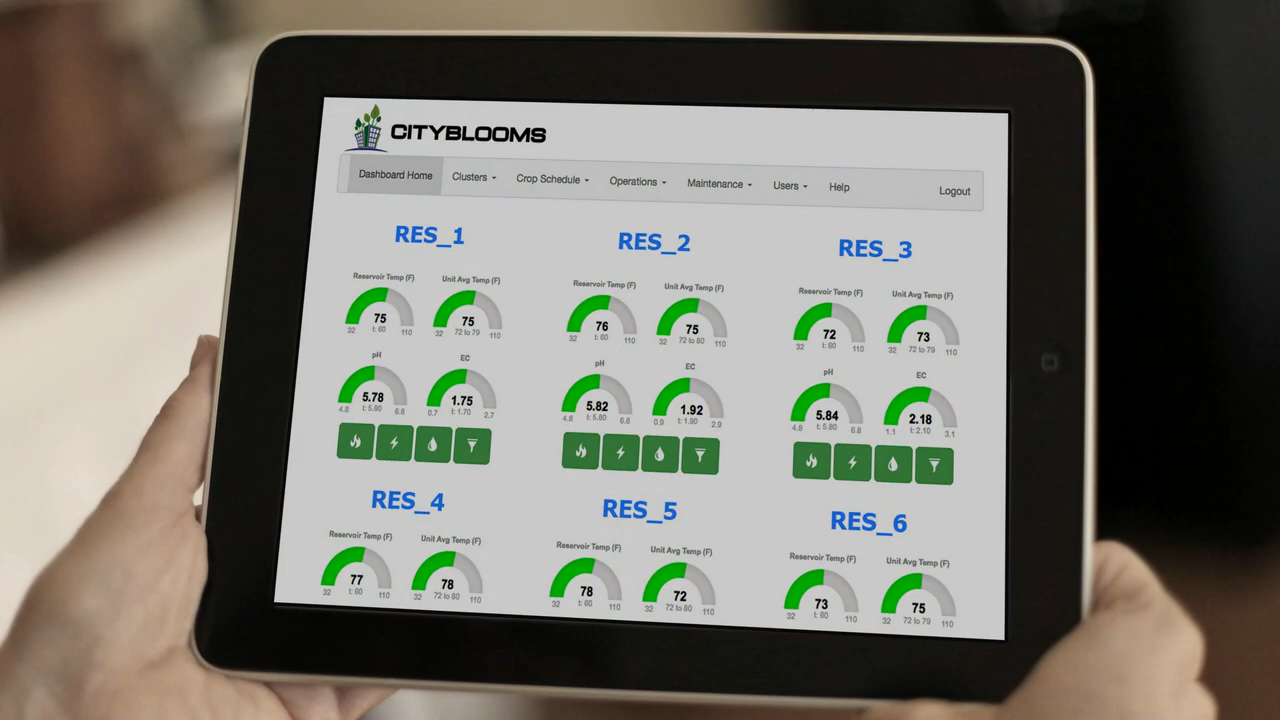 CITYBLOOMS
Dashboard Home Clusters Crop Schedule Operations Maintenance Users Help Logout
RES_1 RES_2 RES_3
Reservoir Temp (F) Unit Avg Temp (F) Reservoir Temp (F) Unit Avg Temp (F) Reservoir Temp (F) Unit Avg Temp (F)
75 75 76 75 72 73
32 t: 60 110 32 72 to 79 110 32 t: 60 110 32 72 to 80 110 32 t: 60 110 32 72 to 79 110
pH EC pH EC pH EC
5.78 1.75 5.82 1.92 5.84 2.18
4.8 t: 5.80 6.8 0.7 t: 1.70 2.7 4.8 t: 5.80 6.8 0.9 t: 1.90 2.9 4.8 t: 5.80 6.8 1.1 t: 2.10 3.1
RES_4 RES_5 RES_6
Reservoir Temp (F) Unit Avg Temp (F) Reservoir Temp (F) Unit Avg Temp (F) Reservoir Temp (F) Unit Avg Temp (F)
77 78 78 72 73 75
32 t: 60 110 32 72 to 80 110 32 t: 60 110 32 72 to 80 110 32 t: 60 110 32 72 to 79 110